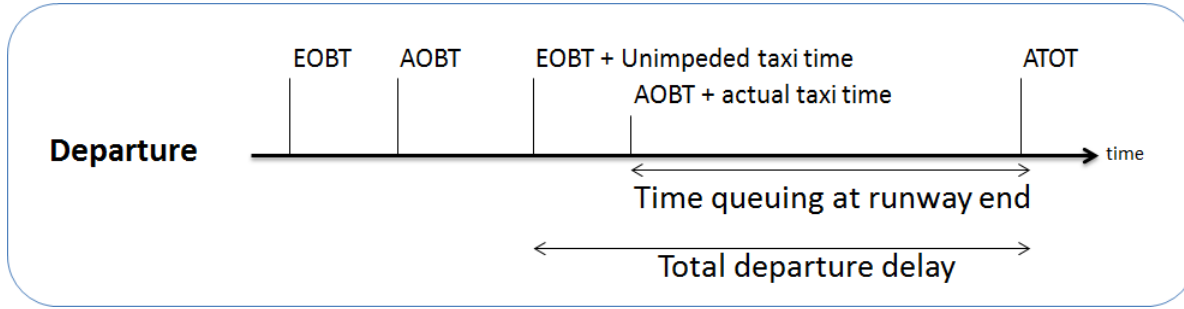 EOBT
AOBT
EOBT + Unimpeded taxi time
ATOT
AOBT + actual taxi time
Departure
time
Time queuing at runway end
Total departure delay